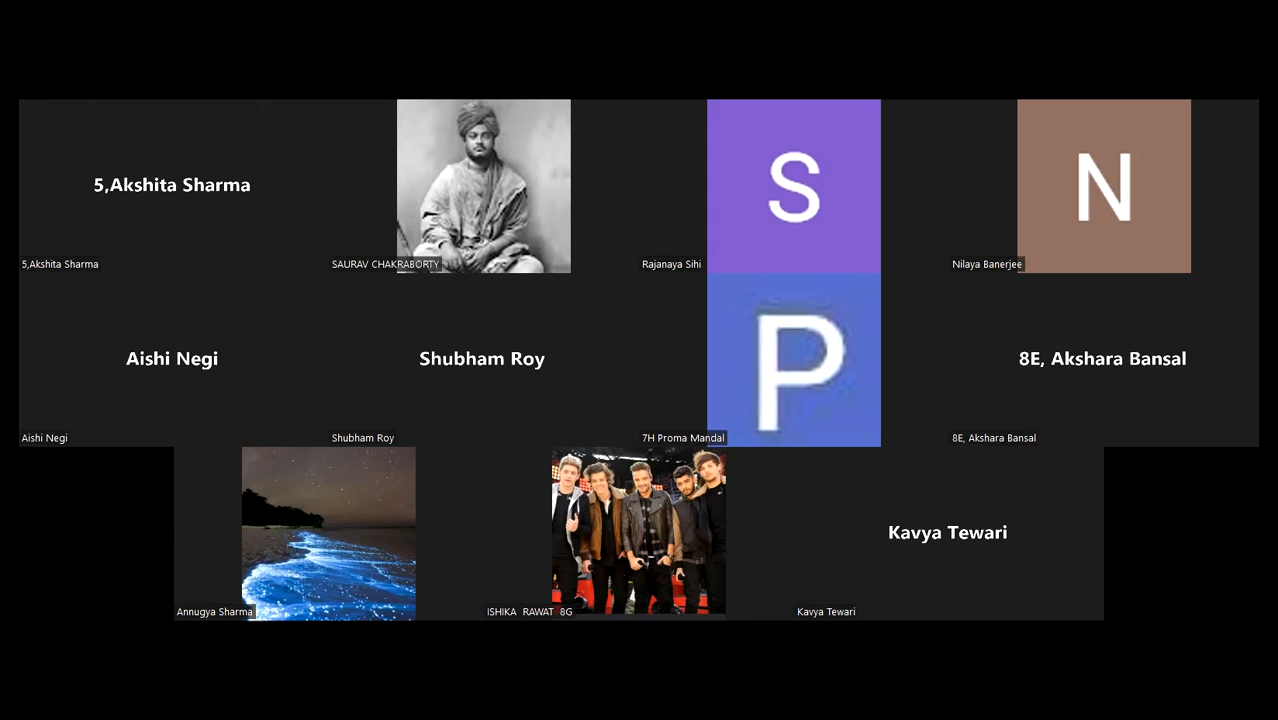 5,Akshita Sharma
5,Akshita Sharma
SAURAV CHAKRABORTY
S
Rajanaya Sihi
N
Nilaya Banerjee
Aishi Negi
Aishi Negi
Shubham Roy
Shubham Roy
P
7H Proma Mandal
8E, Akshara Bansal
8E, Akshara Bansal
Annugya Sharma
ISHIKA RAWAT 8G
Kavya Tewari
Kavya Tewari